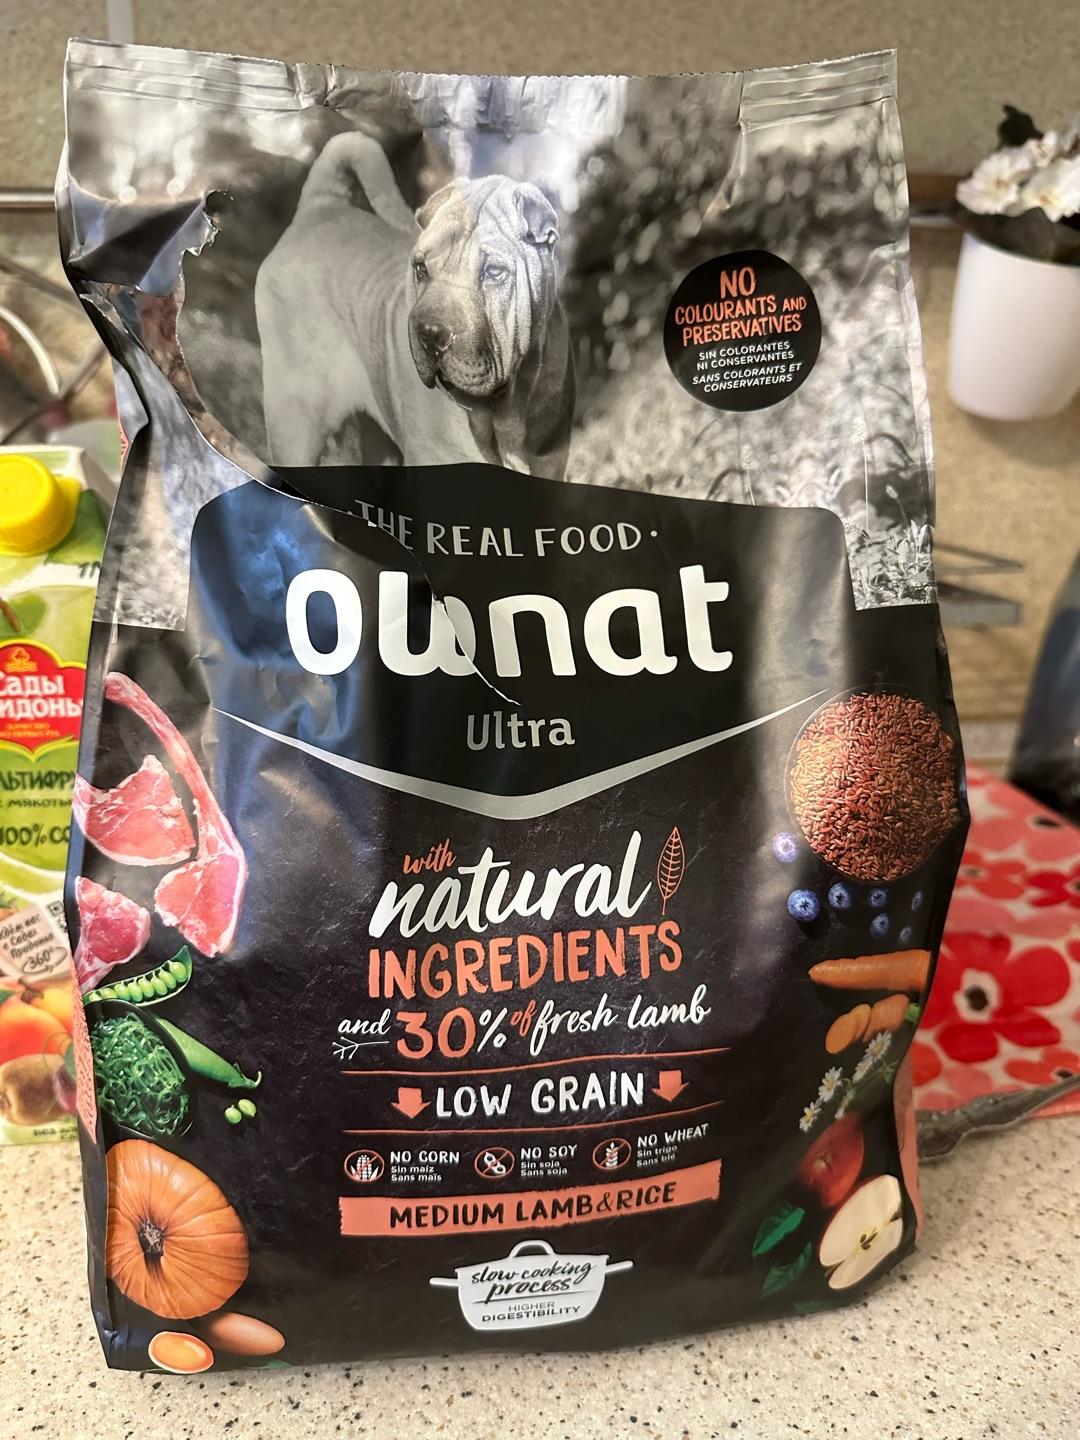 NO
COLOURANTS AND
PRESERVATIVES
SIN COLORANTES
NI CONSERVANTES
SANS COLORANTS ET
CONSERVATEURS
·THE REAL FOOD·
Ownat
Ultra
with
natural
INGREDIENTS
and 30% of fresh lamb
LOW GRAIN
NO CORN
Sin maíz
Sans maïs
NO SOY
Sin soja
Sans soja
NO WHEAT
Sin trigo
Sans blé
MEDIUM LAMB&RICE
slow cooking
process
HIGHER
DIGESTIBILITY
Сады
100%
360°